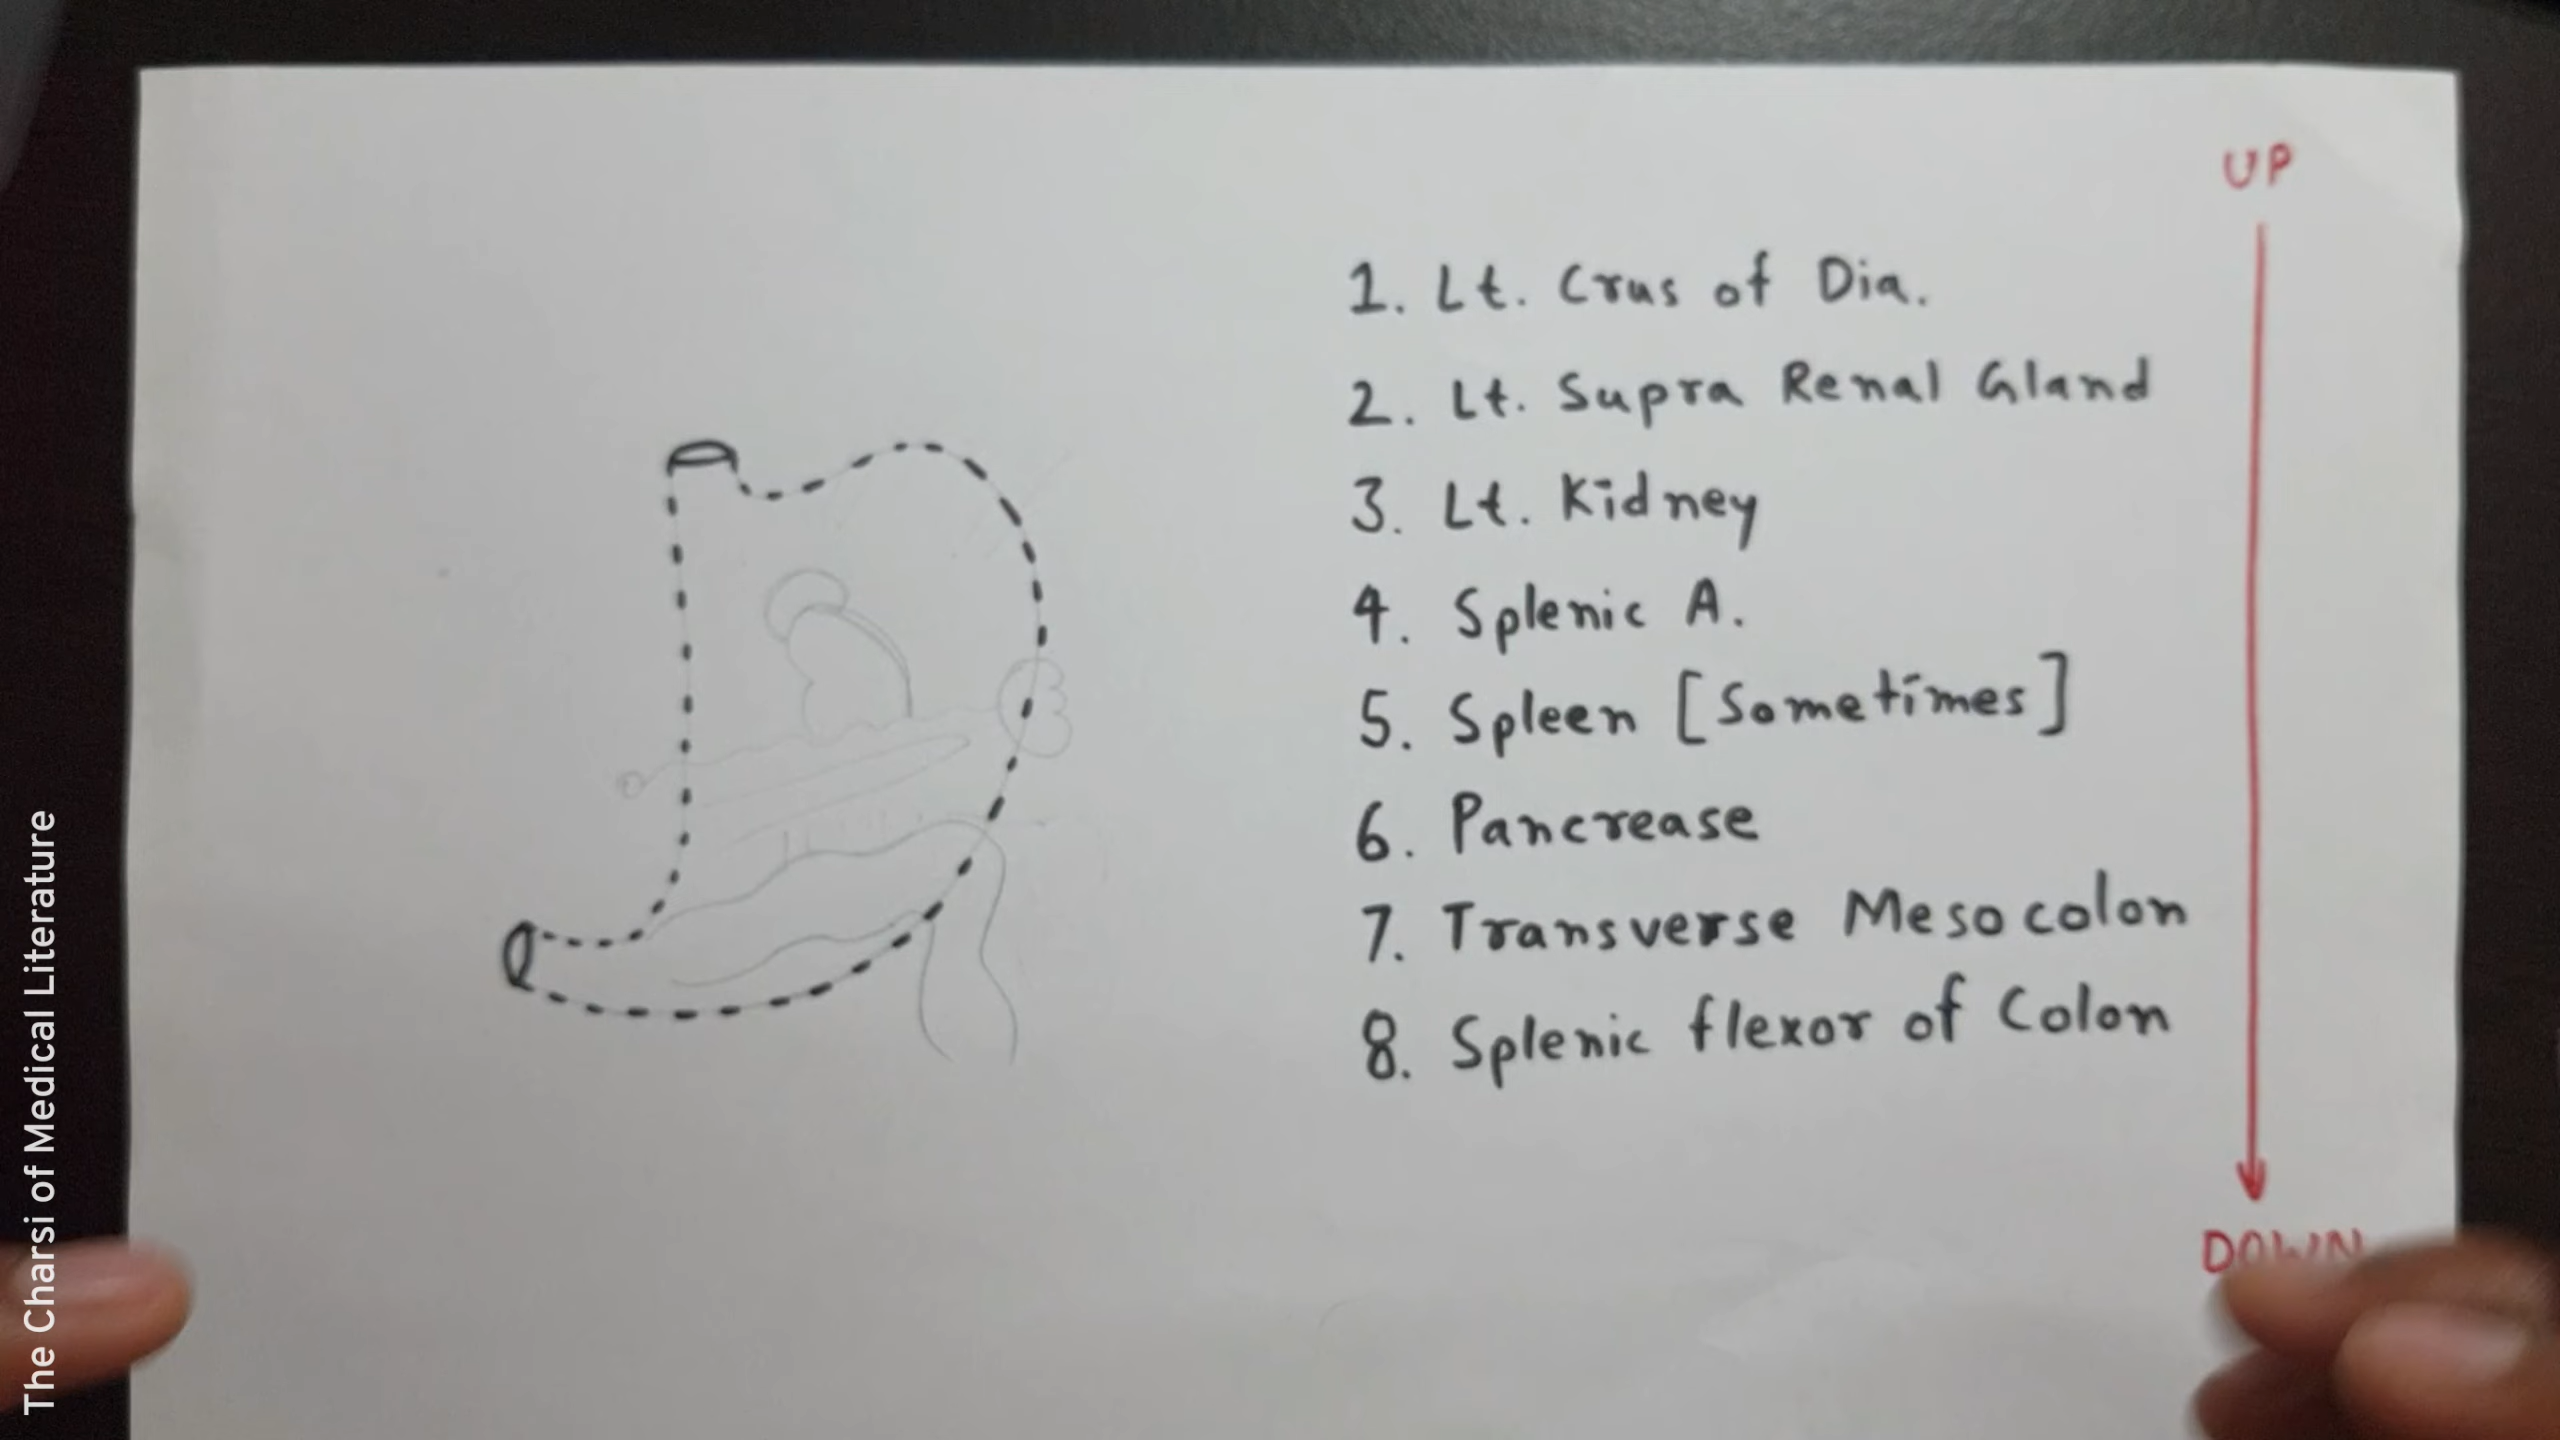 UP
1. Lt. Crus of Dia.
2. Lt. Supra Renal Gland
3. Lt. Kidney
4. Splenic A.
5. Spleen [Sometimes]
6. Pancrease
7. Transverse Mesocolon
8. Splenic flexor of Colon
DOWN
The Charsi of Medical Literature